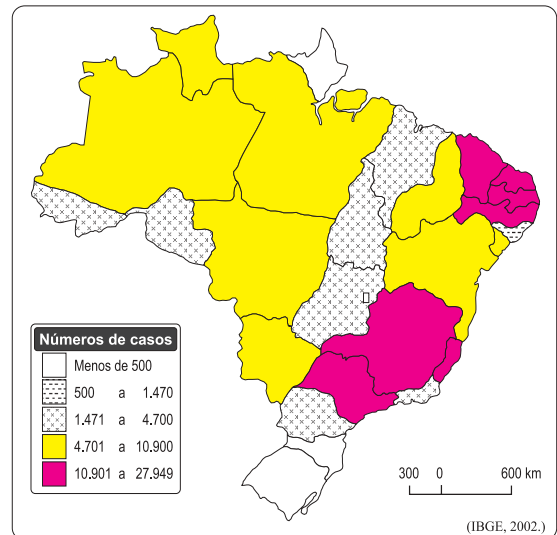 Números de casos
Menos de 500
500 a 1.470
1.471 a 4.700
4.701 a 10.900
10.901 a 27.949
300 0 600 km
(IBGE, 2002.)